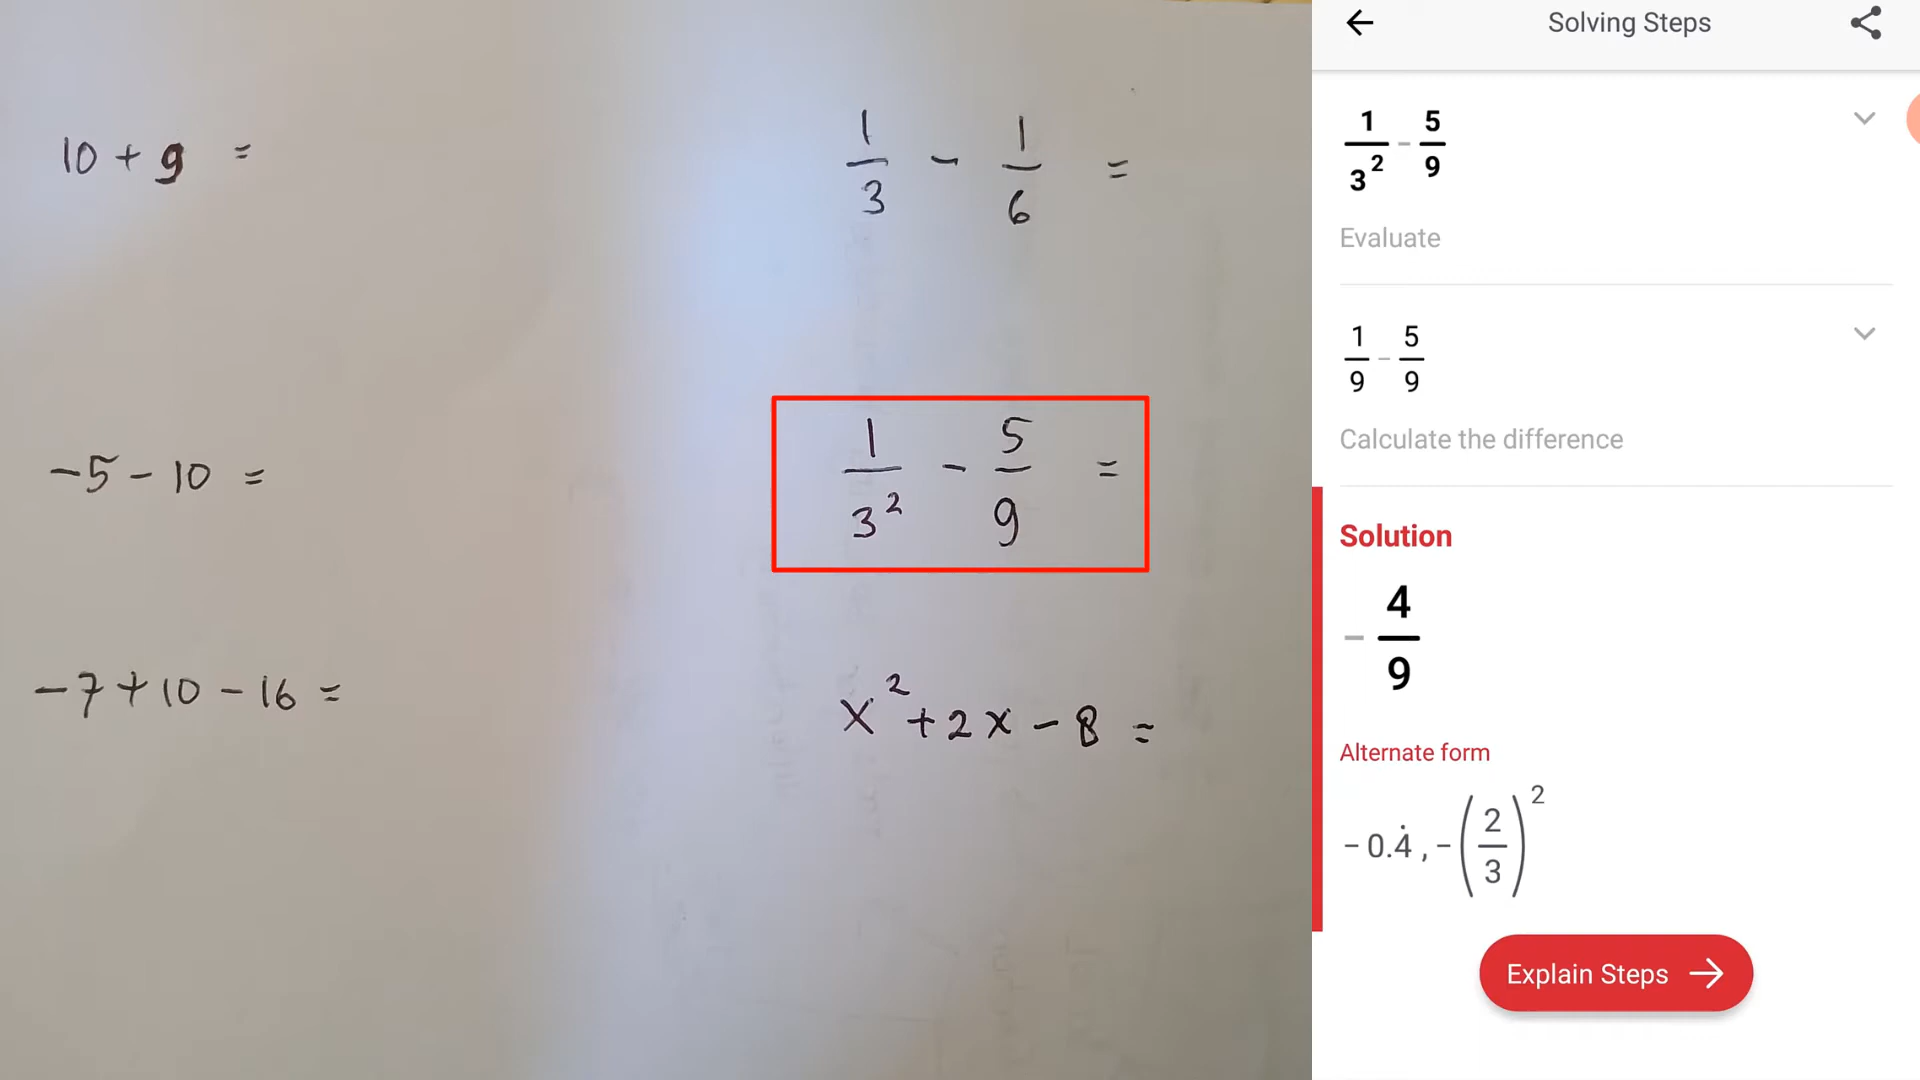 10 + 9 =
-5 - 10 =
-7 + 10 - 16 =
1/3 - 1/6 =
1/3² - 5/9 =
x² + 2x - 8 =
Solving Steps
1/3² - 5/9
Evaluate
1/9 - 5/9
Calculate the difference
Solution
- 4/9
Alternate form
-0.4̇ , -(2/3)²
Explain Steps →